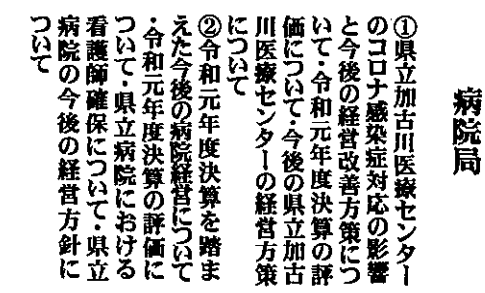 病院局
①県立加古川医療センター
のコロナ感染症対応の影響
と今後の経営改善方策につ
いて・令和元年度決算の評
価について・今後の県立加古
川医療センターの経営方策
について
②令和元年度決算を踏ま
えた今後の病院経営について
・令和元年度決算の評価に
ついて・県立病院における
看護師確保について・県立
病院の今後の経営方針に
ついて